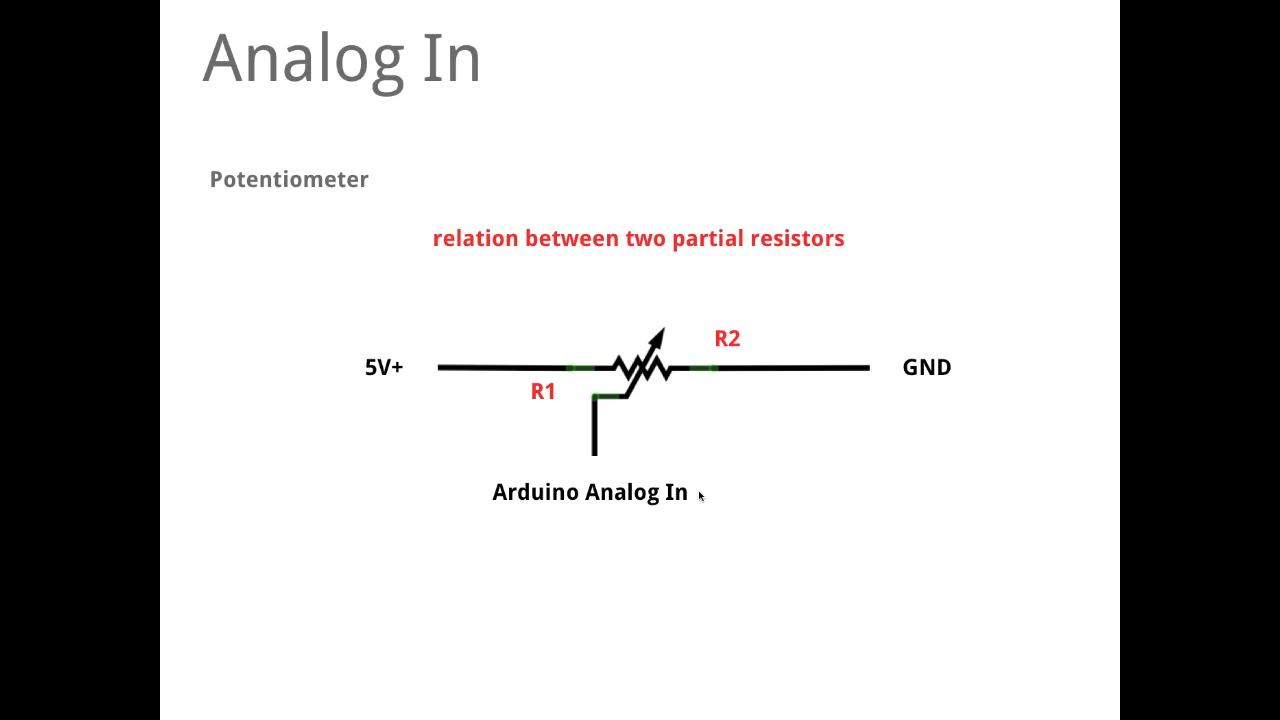 Analog In
Potentiometer
relation between two partial resistors
R2
5V+
GND
R1
Arduino Analog In